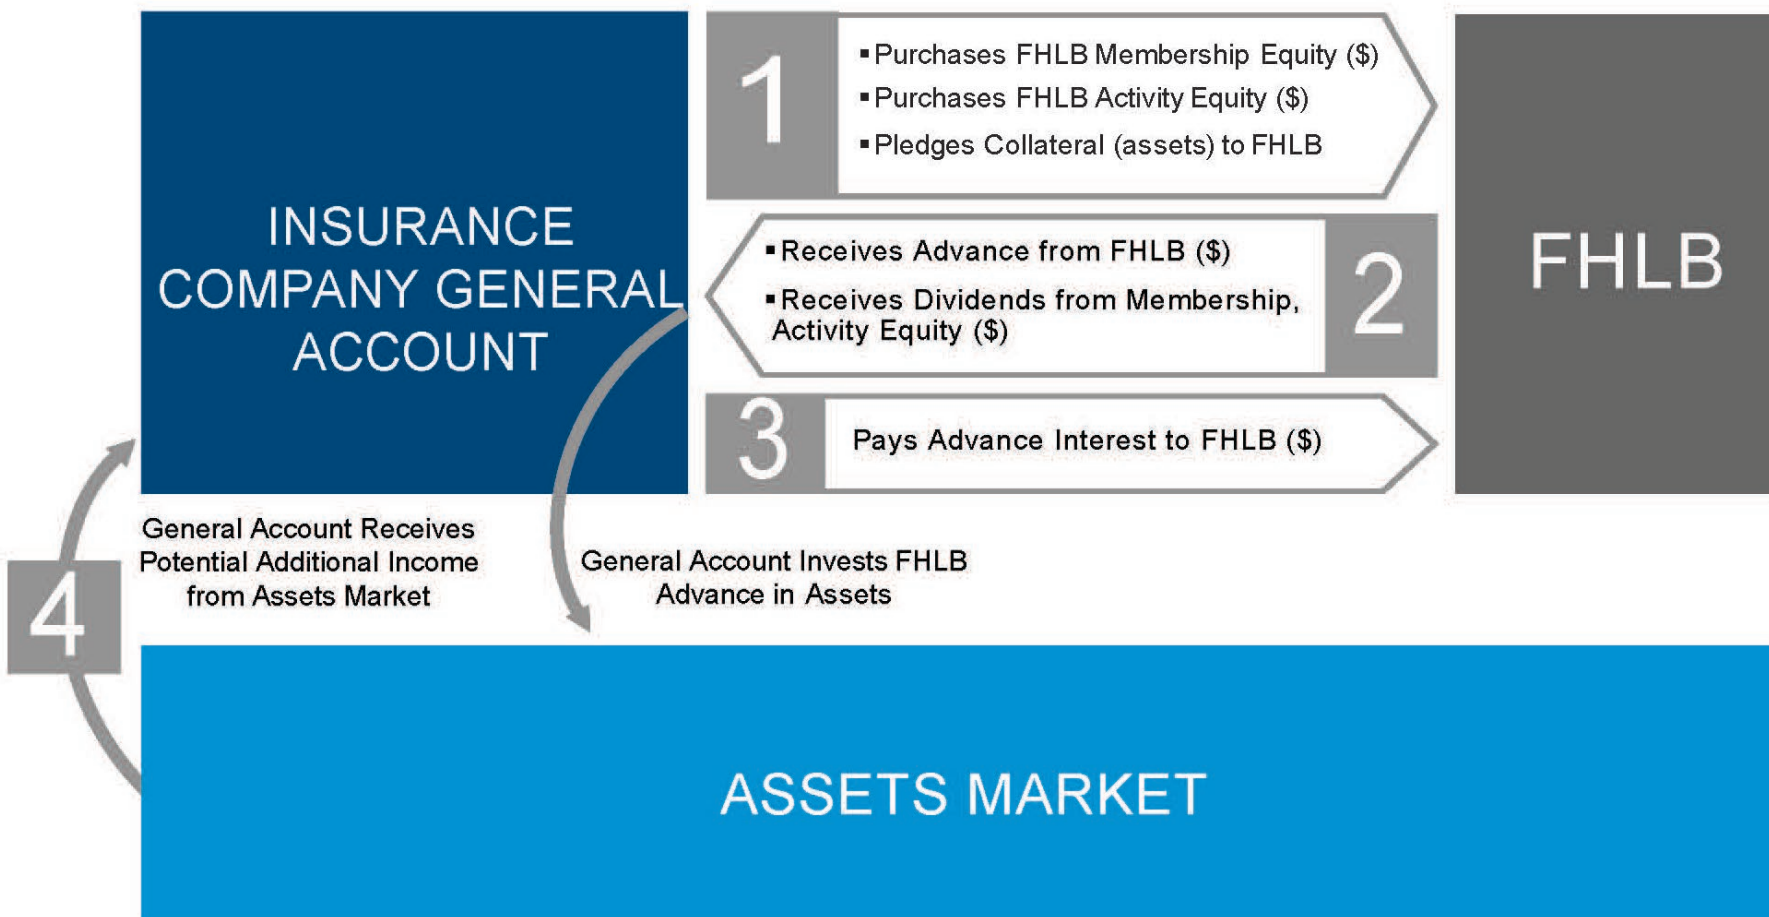 INSURANCE
COMPANY GENERAL
ACCOUNT
1
▪Purchases FHLB Membership Equity ($)
▪Purchases FHLB Activity Equity ($)
▪Pledges Collateral (assets) to FHLB
▪Receives Advance from FHLB ($)
▪Receives Dividends from Membership,
Activity Equity ($)
2
3
Pays Advance Interest to FHLB ($)
FHLB
General Account Receives
Potential Additional Income
from Assets Market
4
General Account Invests FHLB
Advance in Assets
ASSETS MARKET